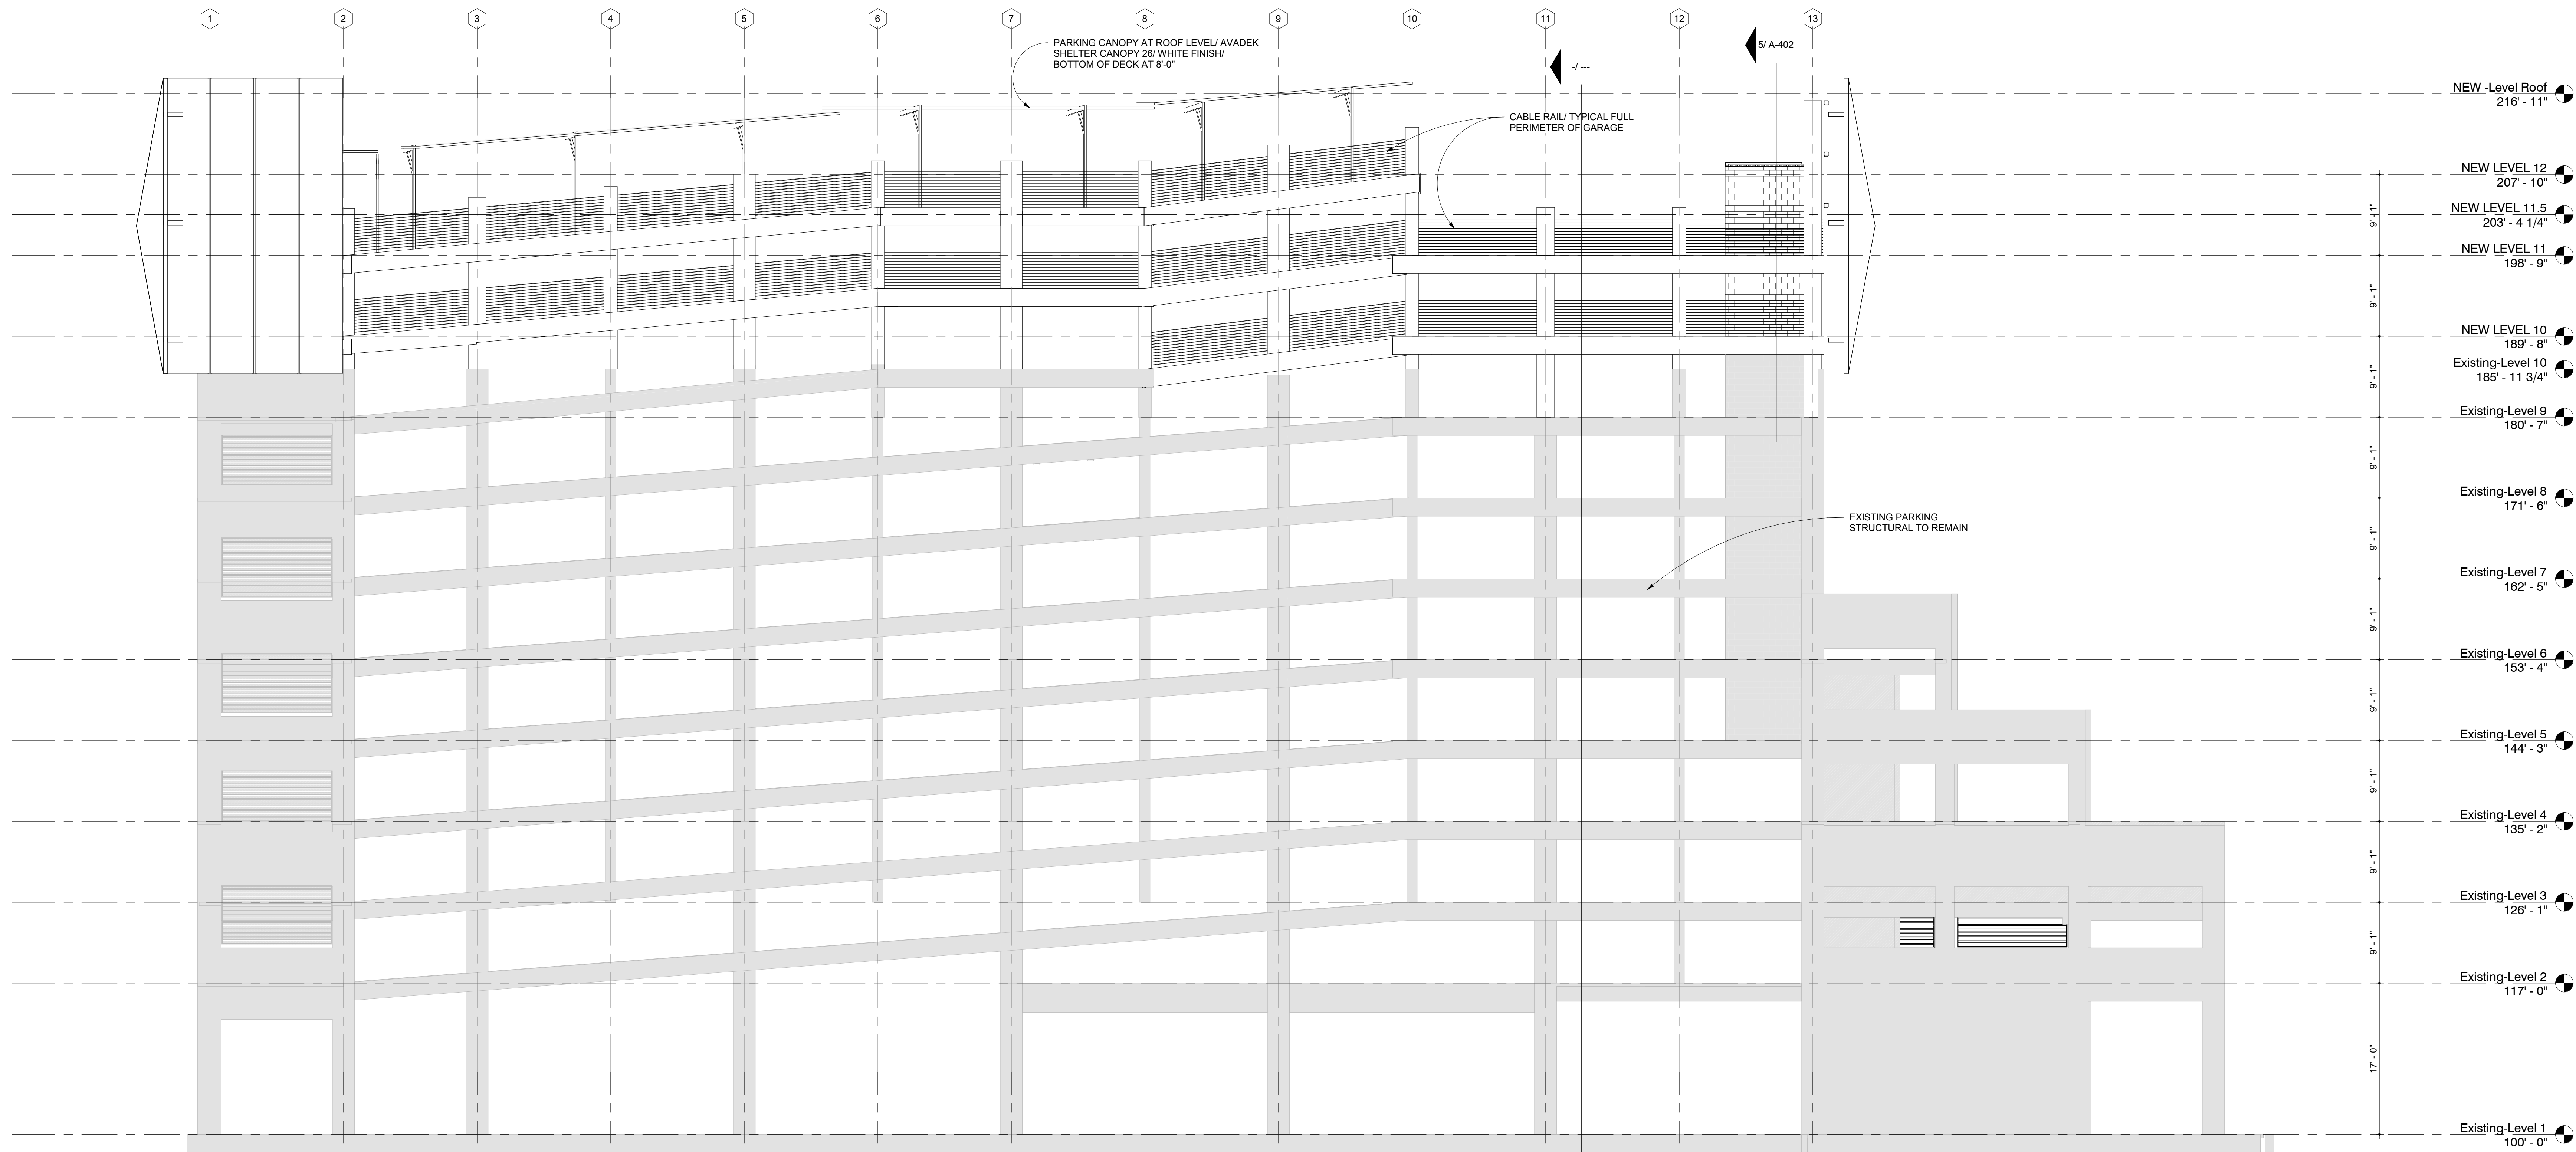 1
2
3
4
5
6
7
8
9
10
11
12
13
PARKING CANOPY AT ROOF LEVEL/ AVADEK
SHELTER CANOPY 26/ WHITE FINISH/
BOTTOM OF DECK AT 8'-0"
-/ ---
5/ A-402
CABLE RAIL/ TYPICAL FULL
PERIMETER OF GARAGE
EXISTING PARKING
STRUCTURAL TO REMAIN
NEW -Level Roof
216' - 11"
NEW LEVEL 12
207' - 10"
9' - 1"
NEW LEVEL 11.5
203' - 4 1/4"
NEW LEVEL 11
198' - 9"
9' - 1"
NEW LEVEL 10
189' - 8"
Existing-Level 10
185' - 11 3/4"
9' - 1"
Existing-Level 9
180' - 7"
9' - 1"
Existing-Level 8
171' - 6"
9' - 1"
Existing-Level 7
162' - 5"
9' - 1"
Existing-Level 6
153' - 4"
9' - 1"
Existing-Level 5
144' - 3"
9' - 1"
Existing-Level 4
135' - 2"
9' - 1"
Existing-Level 3
126' - 1"
9' - 1"
Existing-Level 2
117' - 0"
17' - 0"
Existing-Level 1
100' - 0"